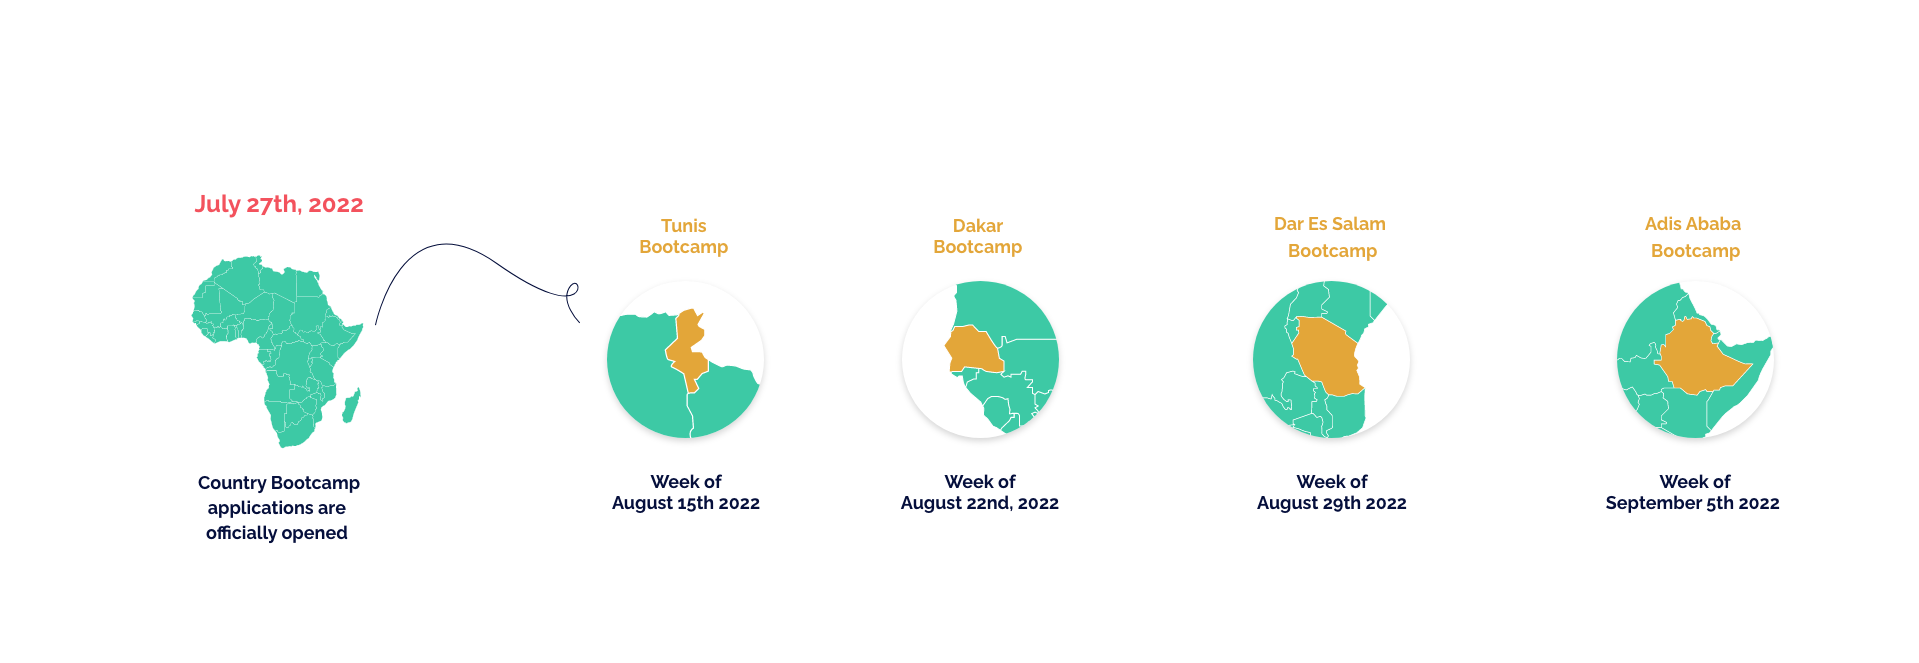 July 27th, 2022
Country Bootcamp
applications are
officially opened
Tunis
Bootcamp
Week of
August 15th 2022
Dakar
Bootcamp
Week of
August 22nd, 2022
Dar Es Salam
Bootcamp
Week of
August 29th 2022
Adis Ababa
Bootcamp
Week of
September 5th 2022